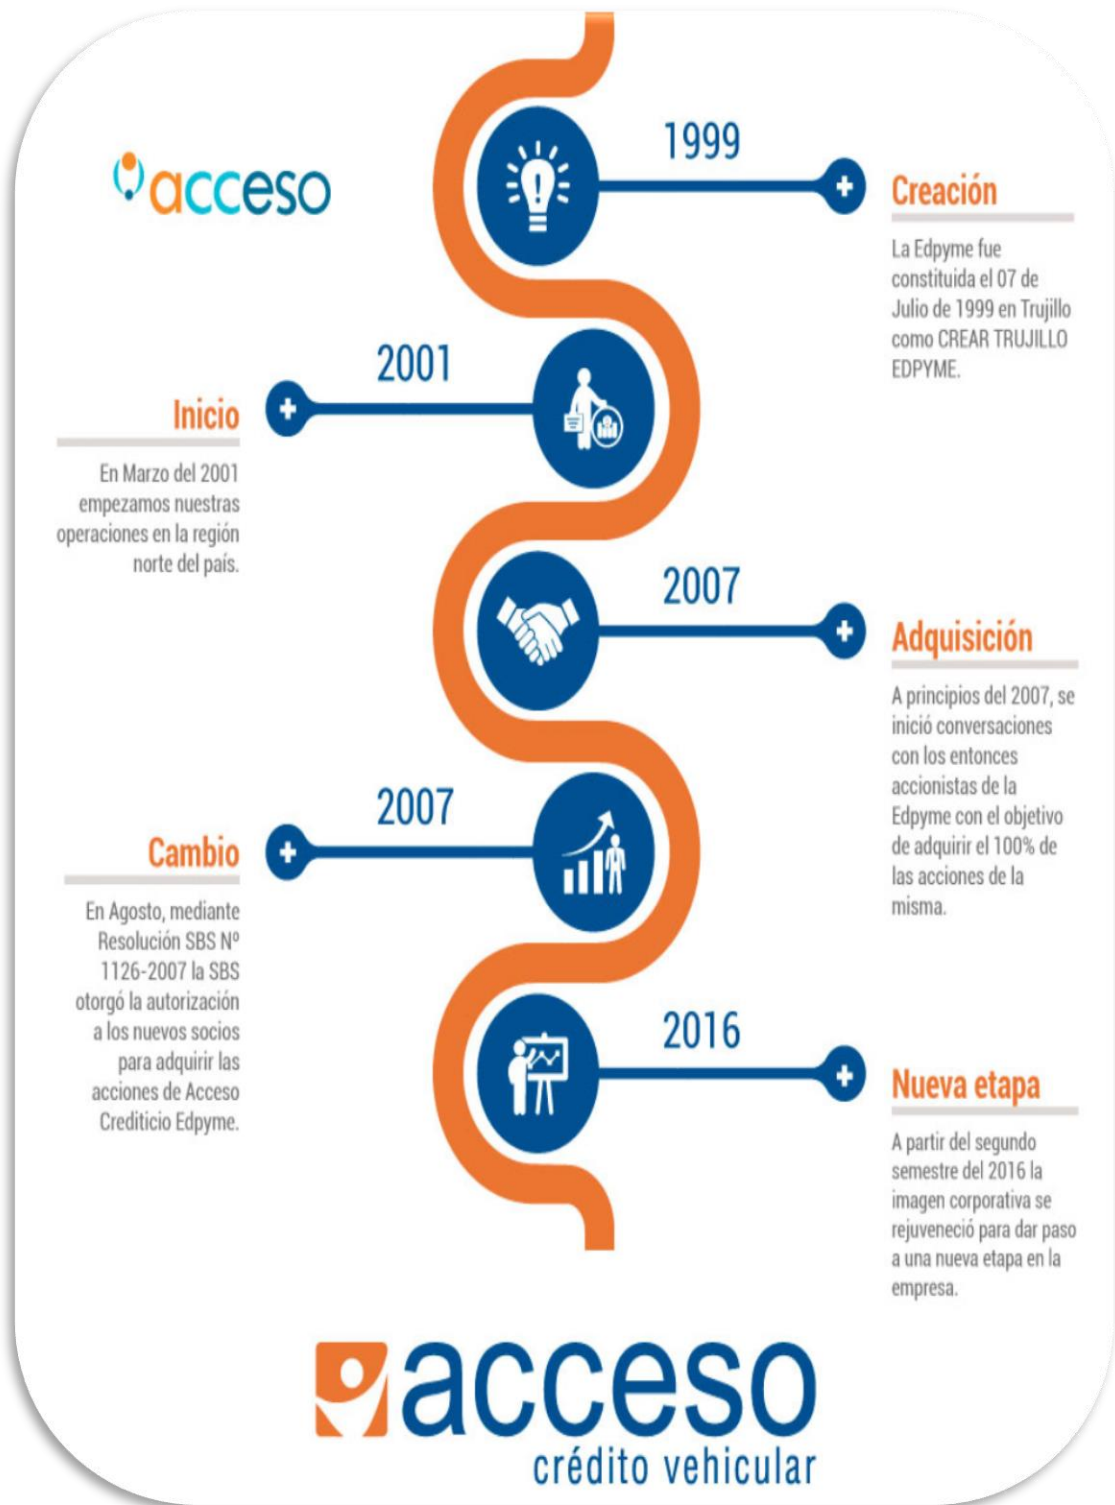 acceso
1999
Creación
La Edpyme fue
constituida el 07 de
Julio de 1999 en Trujillo
como CREAR TRUJILLO
EDPYME.
2001
Inicio
En Marzo del 2001
empezamos nuestras
operaciones en la región
norte del país.
2007
Adquisición
A principios del 2007, se
inició conversaciones
con los entonces
accionistas de la
Edpyme con el objetivo
de adquirir el 100% de
las acciones de la
misma.
2007
Cambio
En Agosto, mediante
Resolución SBS Nº
1126-2007 la SBS
otorgó la autorización
a los nuevos socios
para adquirir las
acciones de Acceso
Crediticio Edpyme.
2016
Nueva etapa
A partir del segundo
semestre del 2016 la
imagen corporativa se
rejuveneció para dar paso
a una nueva etapa en la
empresa.
acceso
crédito vehicular